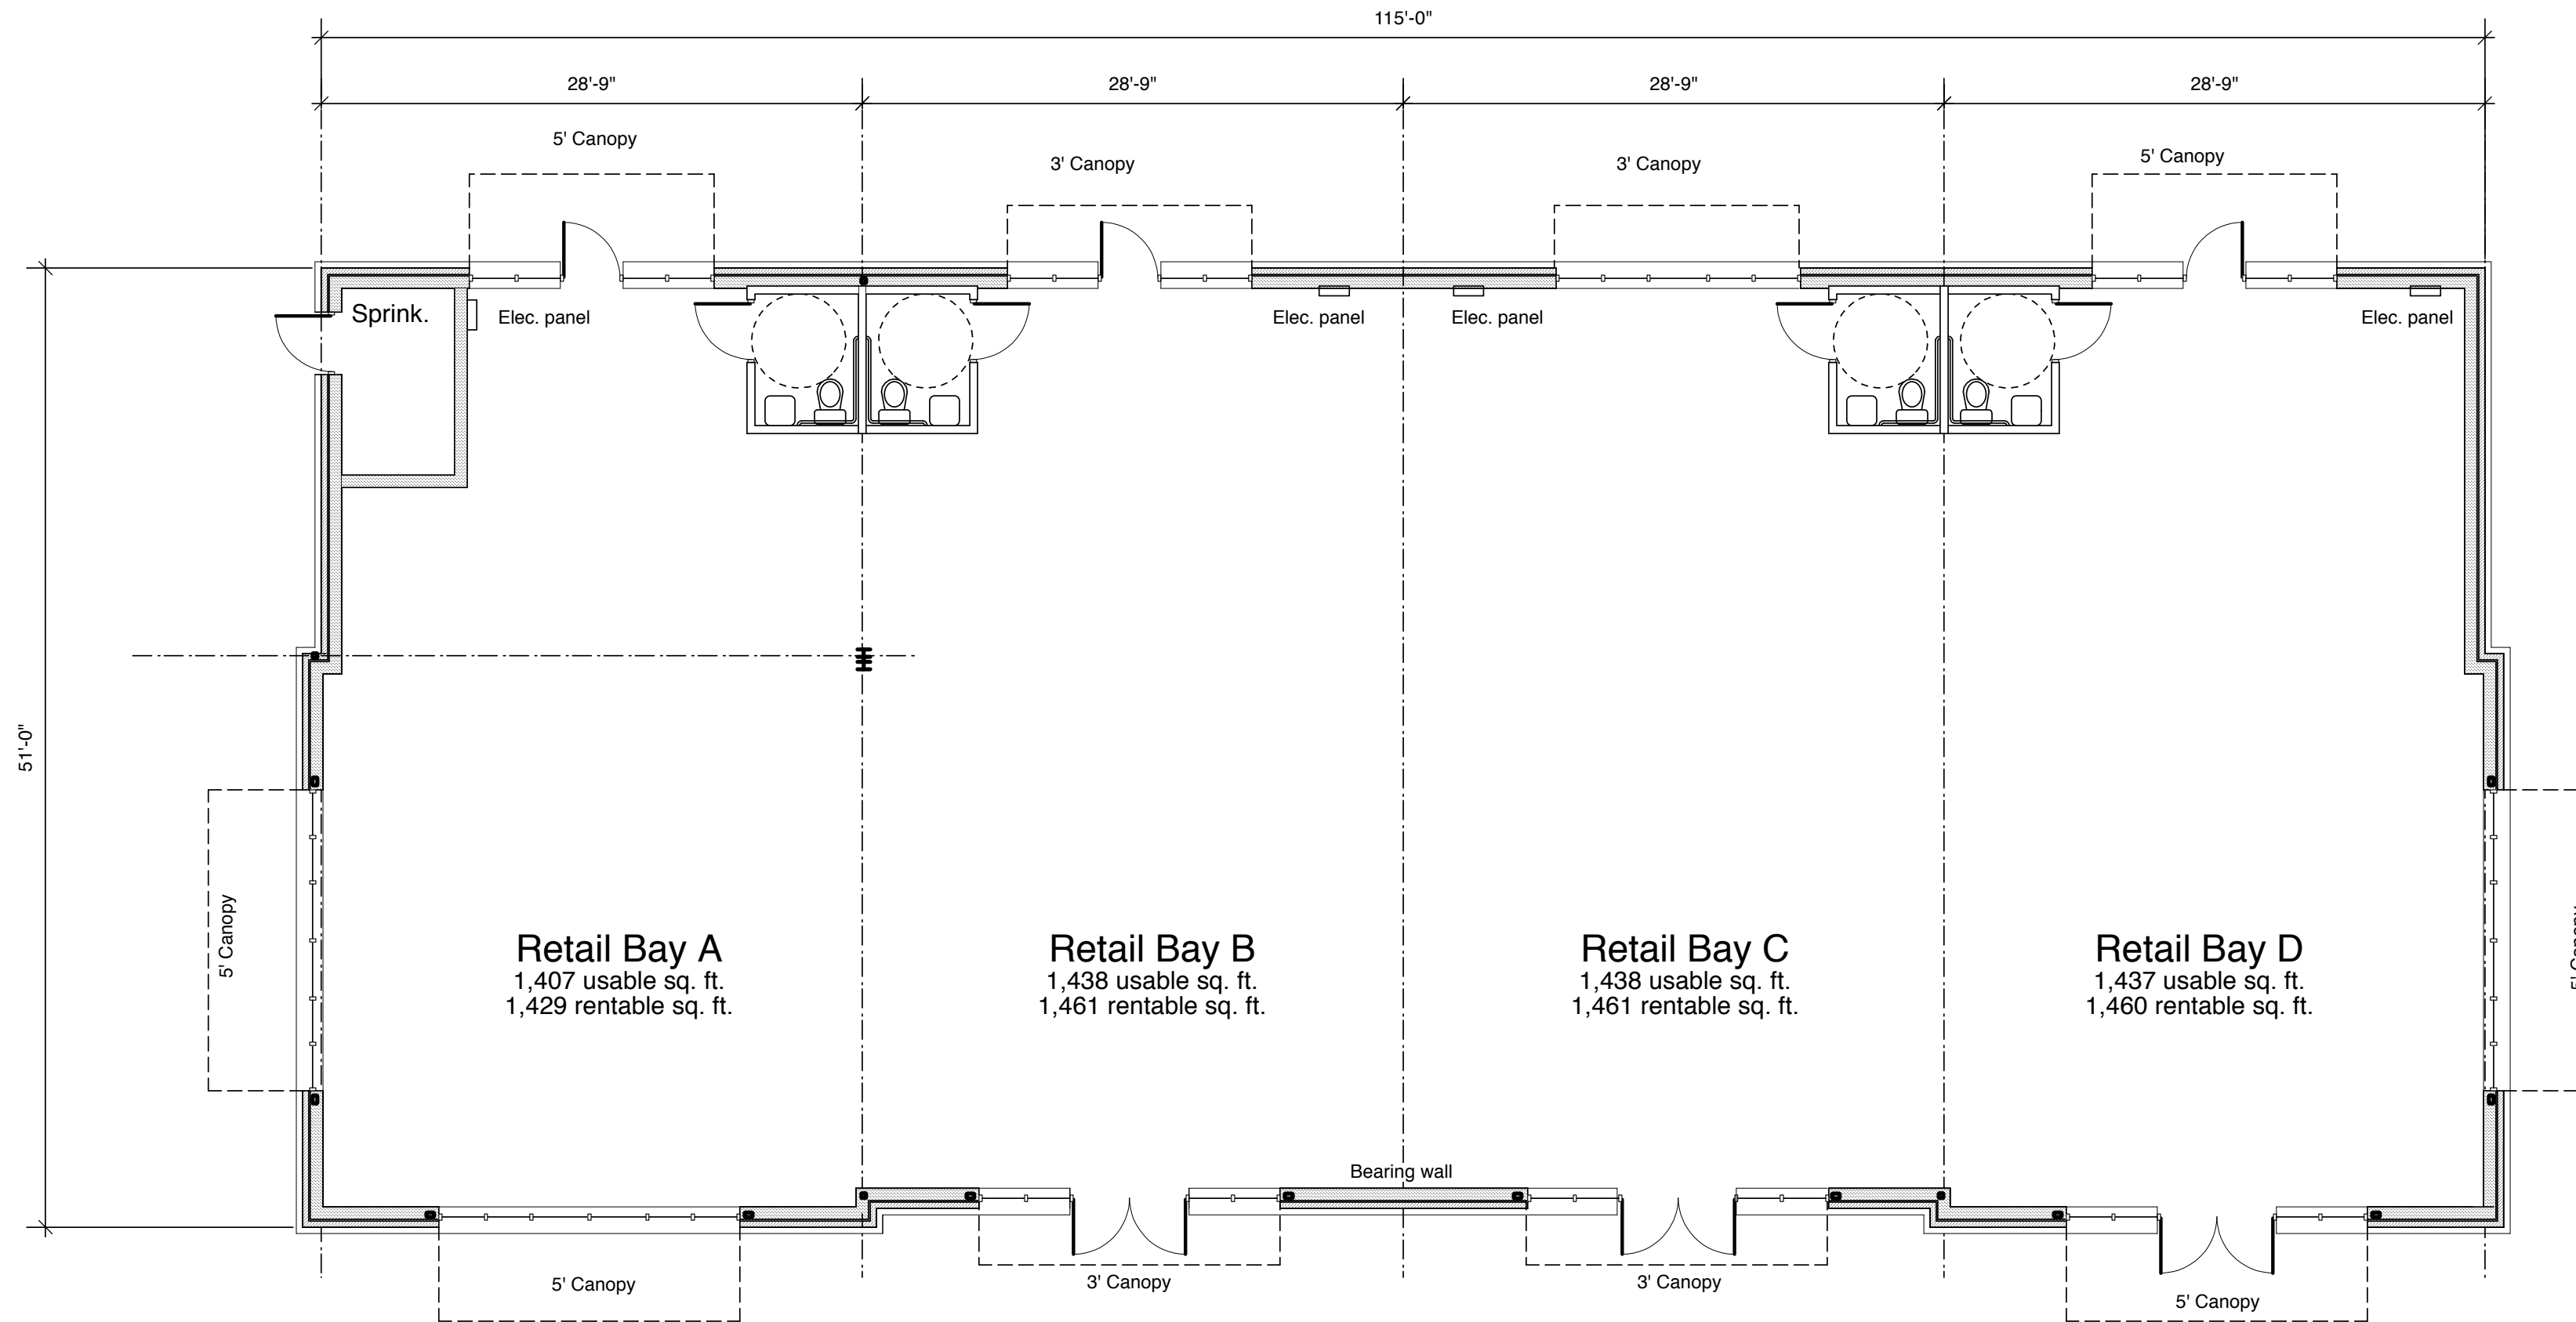 115'-0"
28'-9"
28'-9"
28'-9"
28'-9"
5' Canopy
3' Canopy
3' Canopy
5' Canopy
Sprink.
Elec. panel
Elec. panel
Elec. panel
Elec. panel
51'-0"
5' Canopy
5' Canopy
Retail Bay A
1,407 usable sq. ft.
1,429 rentable sq. ft.
Retail Bay B
1,438 usable sq. ft.
1,461 rentable sq. ft.
Retail Bay C
1,438 usable sq. ft.
1,461 rentable sq. ft.
Retail Bay D
1,437 usable sq. ft.
1,460 rentable sq. ft.
Bearing wall
5' Canopy
3' Canopy
3' Canopy
5' Canopy